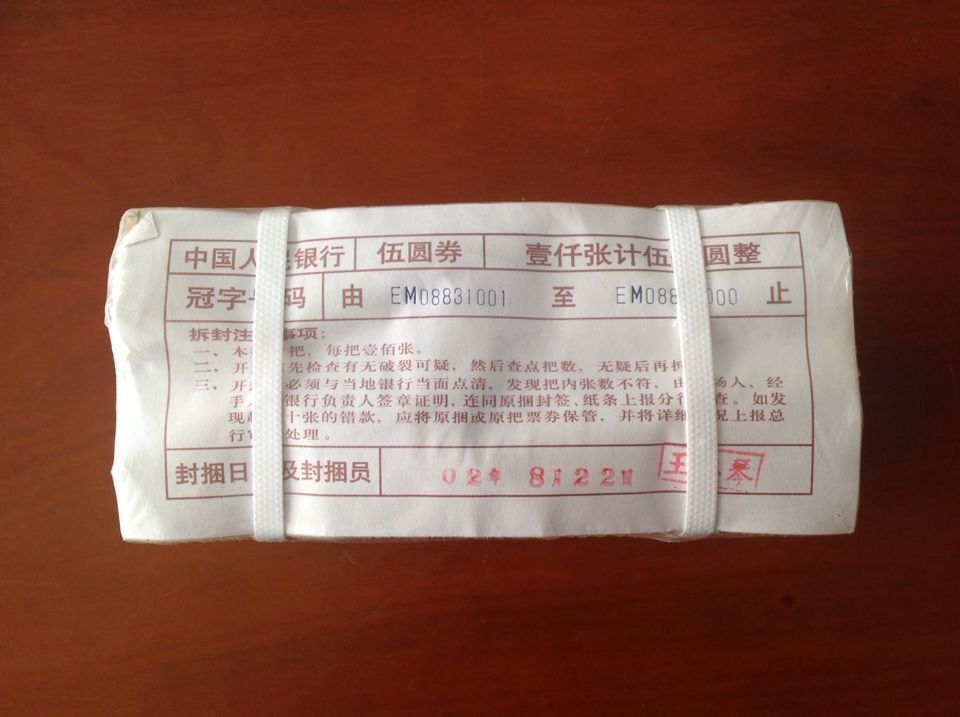 中国人 银行 伍圆券 壹仟张计伍 圆整
冠字 码 由 EM08831001 至 EM088 000 止
拆封注 事项：
一、本 把，每把壹佰张。
二、开 先检查有无破裂可疑，然后查点把数，无疑后再拆
三、开 必须与当地银行当面点清，发现把内张数不符，由 场人、经
手 银行负责人签章证明，连同原捆封签、纸条上报分行 查。如发
现 十张的错款，应将原捆或原把票券保管，并将详细 况上报总
行 处理。
封捆日 及封捆员 02年 8月22日 王 琴